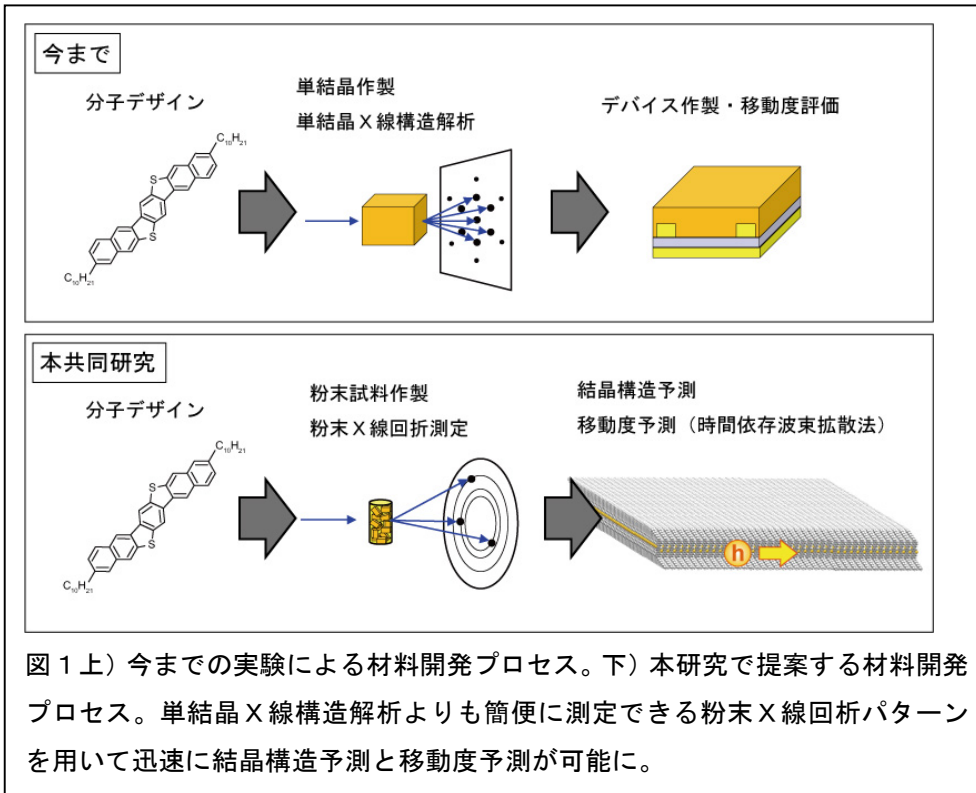 今まで
分子デザイン
単結晶作製
単結晶X線構造解析
デバイス作製・移動度評価
C10H21
S
S
C10H21
本共同研究
分子デザイン
粉末試料作製
粉末X線回折測定
結晶構造予測
移動度予測（時間依存波束拡散法）
C10H21
S
S
C10H21
h
図1上）今までの実験による材料開発プロセス。下）本研究で提案する材料開発
プロセス。単結晶X線構造解析よりも簡便に測定できる粉末X線回析パターン
を用いて迅速に結晶構造予測と移動度予測が可能に。